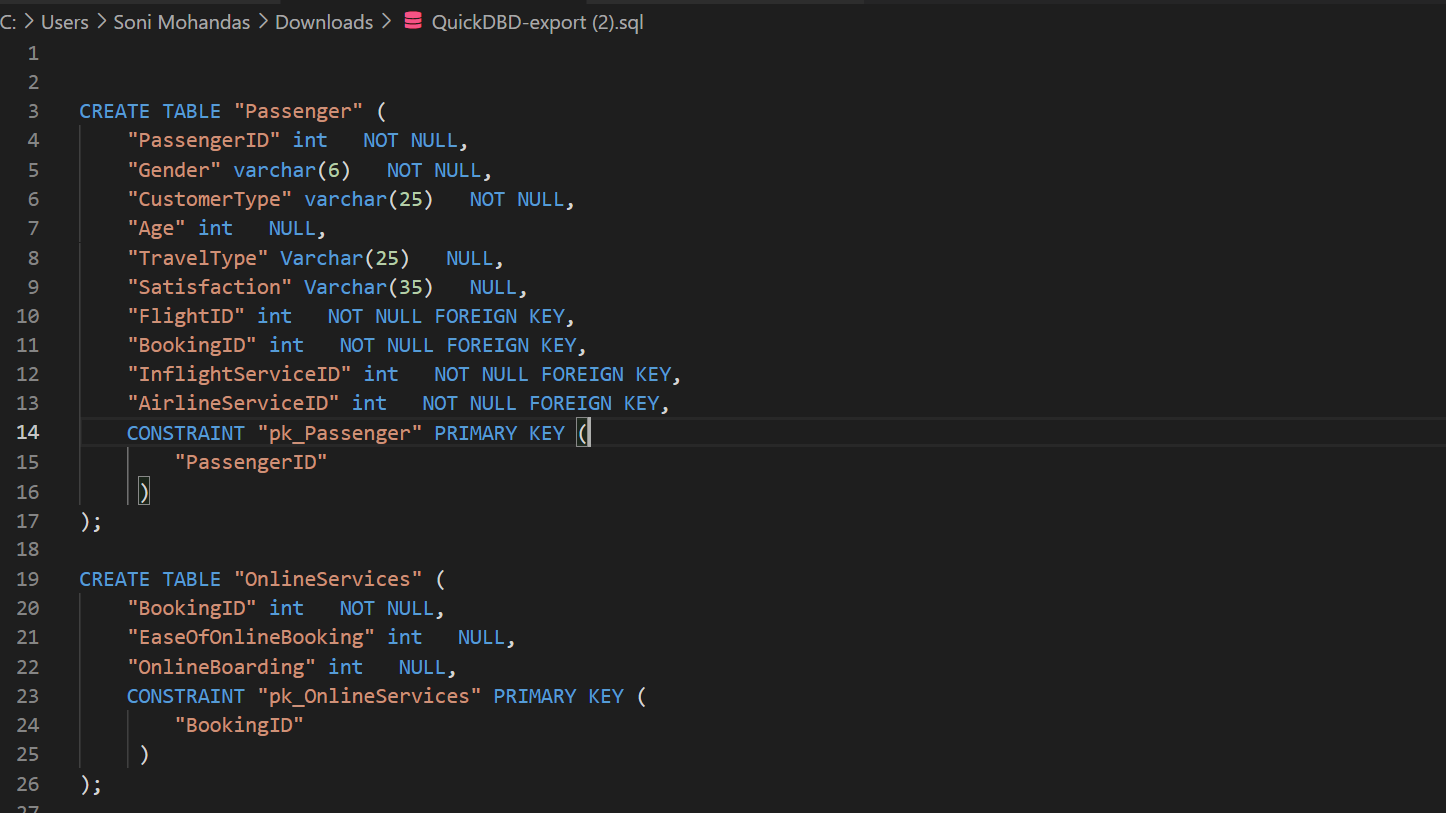 C: > Users > Soni Mohandas > Downloads > QuickDBD-export (2).sql
1
2
3 CREATE TABLE "Passenger" (
4 "PassengerID" int   NOT NULL,
5 "Gender" varchar(6)   NOT NULL,
6 "CustomerType" varchar(25)   NOT NULL,
7 "Age" int   NULL,
8 "TravelType" Varchar(25)   NULL,
9 "Satisfaction" Varchar(35)   NULL,
10 "FlightID" int   NOT NULL FOREIGN KEY,
11 "BookingID" int   NOT NULL FOREIGN KEY,
12 "InflightServiceID" int   NOT NULL FOREIGN KEY,
13 "AirlineServiceID" int   NOT NULL FOREIGN KEY,
14 CONSTRAINT "pk_Passenger" PRIMARY KEY (
15 "PassengerID"
16 )
17 );
18
19 CREATE TABLE "OnlineServices" (
20 "BookingID" int   NOT NULL,
21 "EaseOfOnlineBooking" int   NULL,
22 "OnlineBoarding" int   NULL,
23 CONSTRAINT "pk_OnlineServices" PRIMARY KEY (
24 "BookingID"
25 )
26 );
27